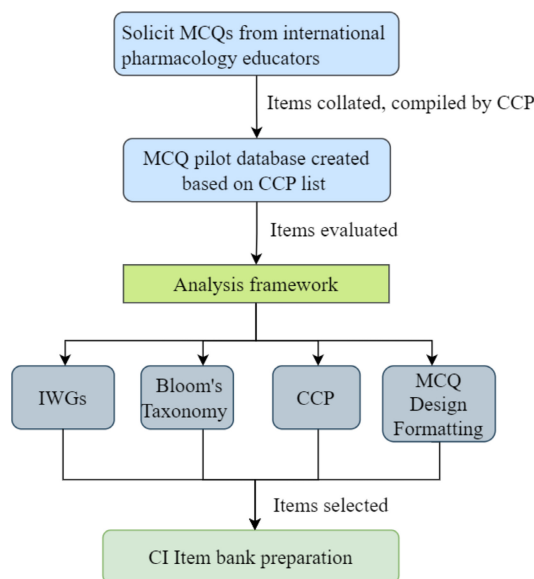 Solicit MCQs from international
pharmacology educators
Items collated, compiled by CCP
MCQ pilot database created
based on CCP list
Items evaluated
Analysis framework
IWGs
Bloom's
Taxonomy
CCP
MCQ
Design
Formatting
Items selected
CI Item bank preparation